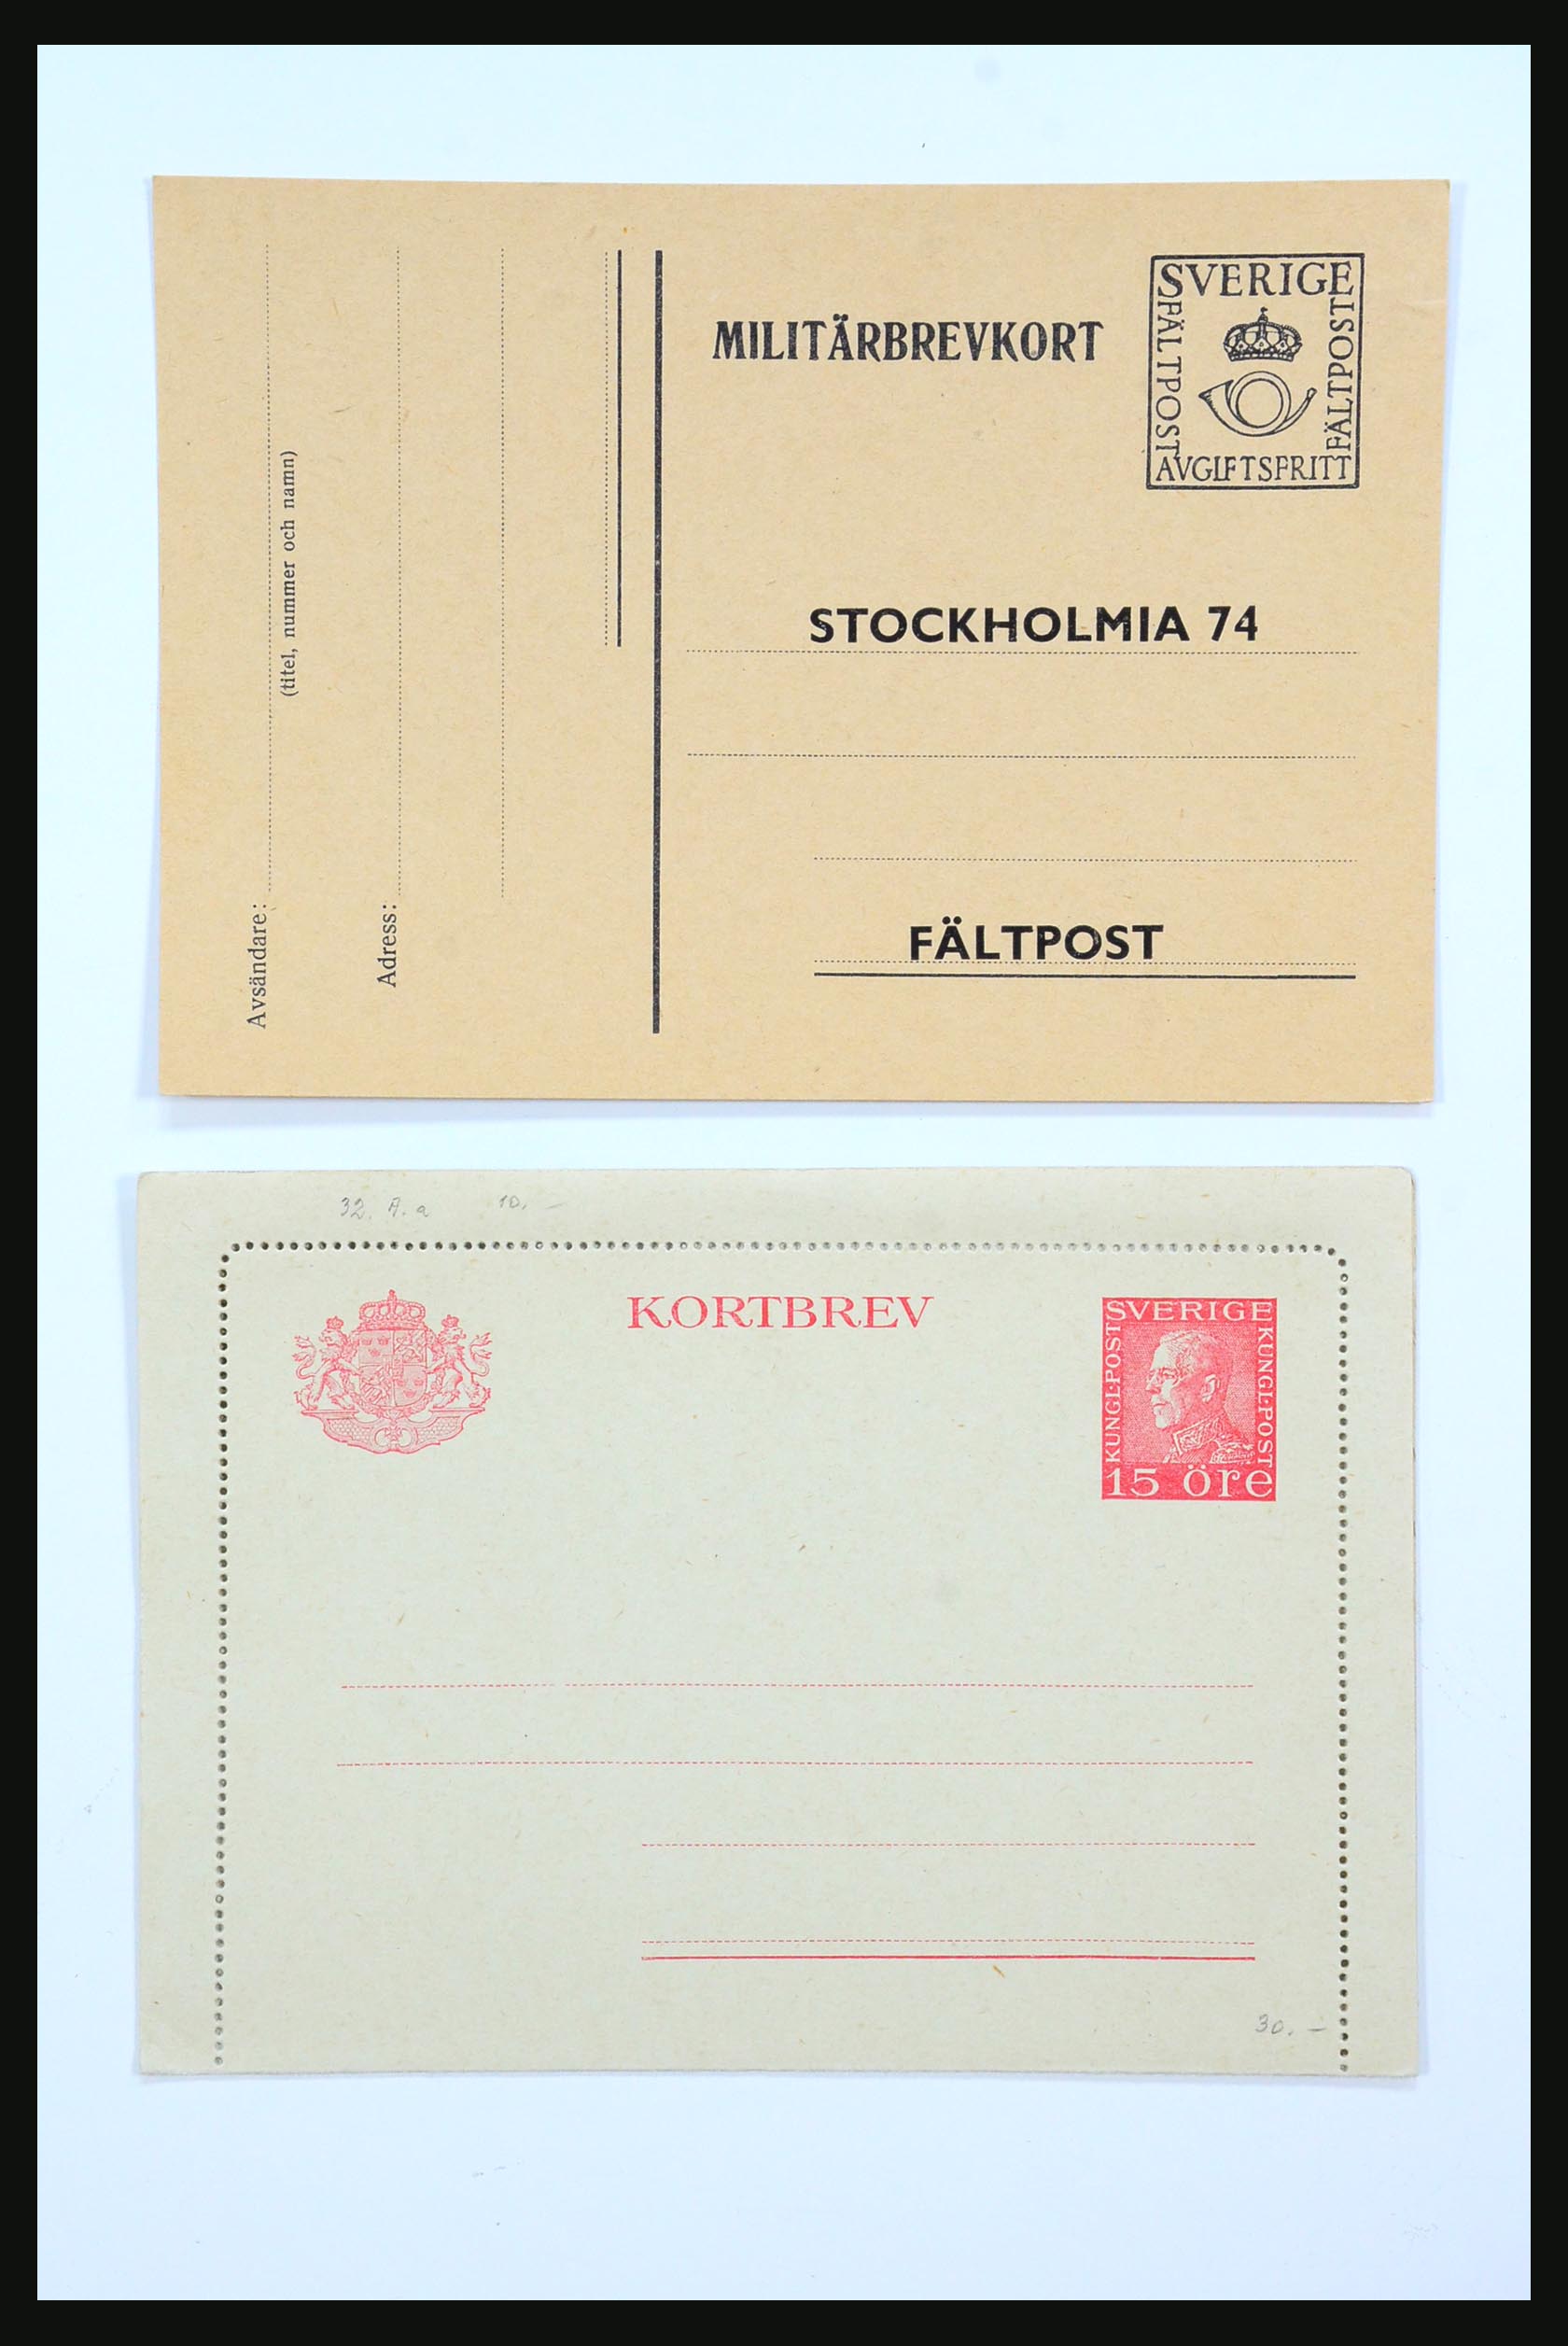 MILITÄRBREVKORT
SVERIGE
FÄLTPOST
FÄLTPOST
AVGIFTSFRITT
STOCKHOLMIA 74
FÄLTPOST
Avsändare:
(titel, nummer och namn)
Adress:
32. A. a 10. –
KORTBREV
SVERIGE
KUNGL·POST
KUNGL·POST
15 öre
30. –